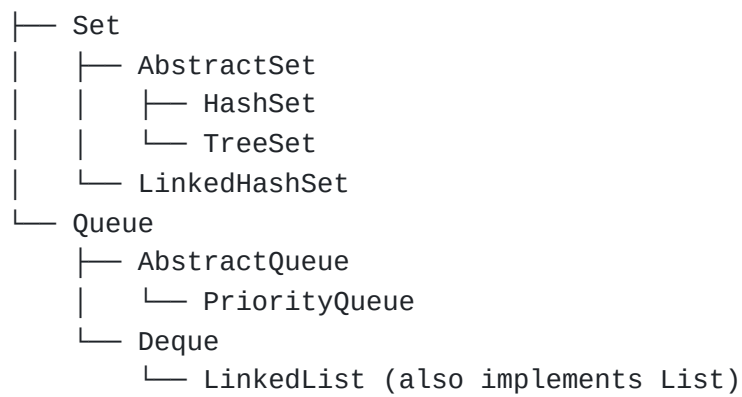 ├── Set
│   ├── AbstractSet
│   │   ├── HashSet
│   │   └── TreeSet
│   └── LinkedHashSet
└── Queue
    ├── AbstractQueue
    │   └── PriorityQueue
    └── Deque
        └── LinkedList (also implements List)